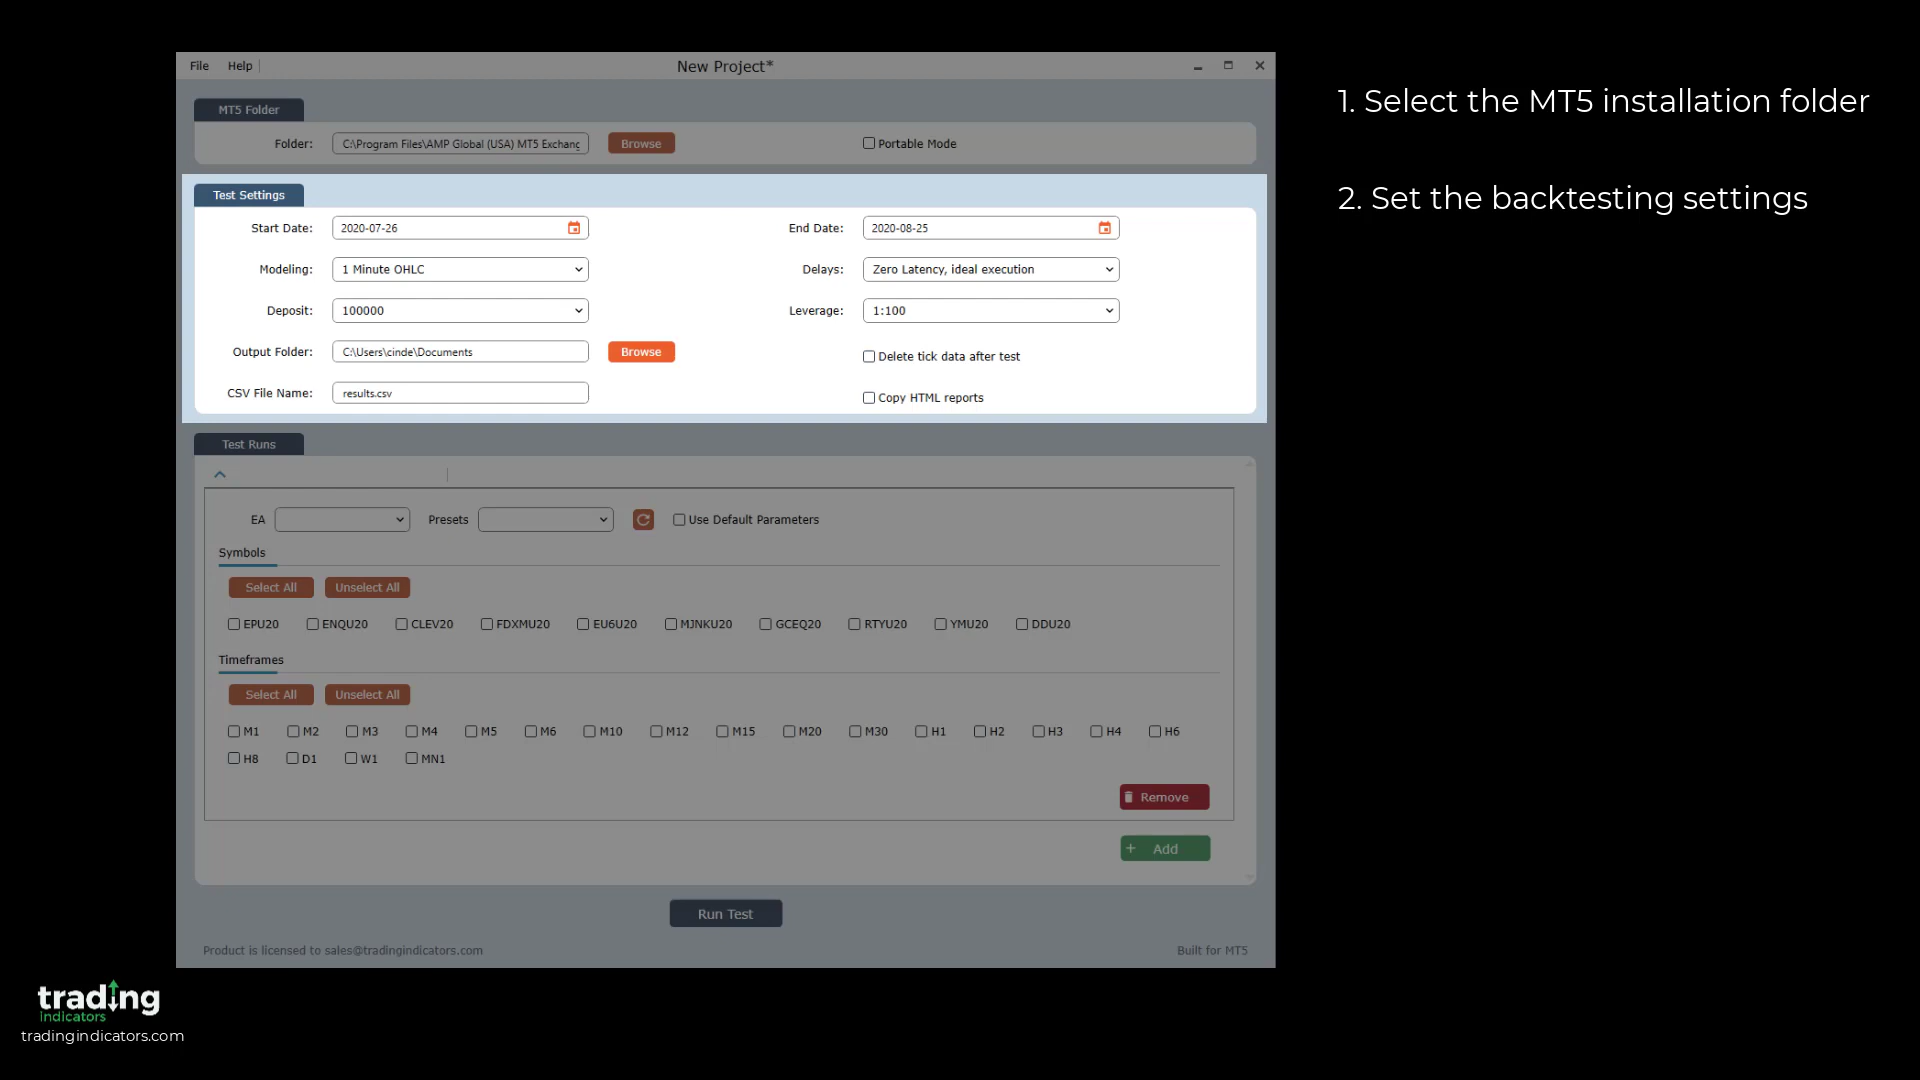 File Help New Project*
1. Select the MT5 installation folder
MT5 Folder
Folder: C:\Program Files\AMP Global (USA) MT5 Exchang Browse Portable Mode
2. Set the backtesting settings
Test Settings
Start Date: 2020-07-26 End Date: 2020-08-25
Modeling: 1 Minute OHLC Delays: Zero Latency, ideal execution
Deposit: 100000 Leverage: 1:100
Output Folder: C:\Users\cinde\Documents Browse Delete tick data after test
CSV File Name: results.csv Copy HTML reports
Test Runs
EA Presets Use Default Parameters
Symbols
Select All Unselect All
EPU20 ENQU20 CLEV20 FDXMU20 EU6U20 MJNKU20 GCEQ20 RTYU20 YMU20 DDU20
Timeframes
Select All Unselect All
M1 M2 M3 M4 M5 M6 M10 M12 M15 M20 M30 H1 H2 H3 H4 H6
H8 D1 W1 MN1
Remove
+ Add
Run Test
Product is licensed to sales@tradingindicators.com Built for MT5
trading
indicators
tradingindicators.com